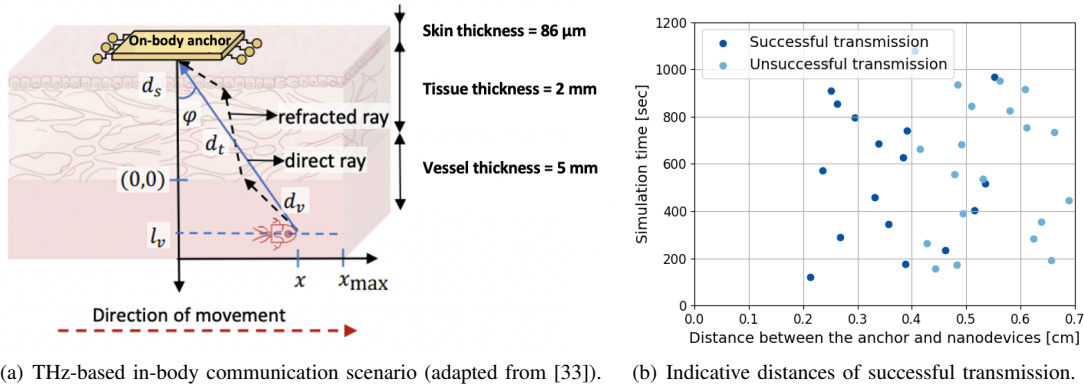 On-body anchor
Skin thickness = 86 µm
d_s
Tissue thickness = 2 mm
φ
refracted ray
d_t
direct ray
Vessel thickness = 5 mm
(0,0)
d_v
l_v
x
x_max
Direction of movement
(a) THz-based in-body communication scenario (adapted from [33]).
Simulation time [sec]
1200
1000
800
600
400
200
0
Successful transmission
Unsuccessful transmission
0.0 0.1 0.2 0.3 0.4 0.5 0.6 0.7
Distance between the anchor and nanodevices [cm]
(b) Indicative distances of successful transmission.